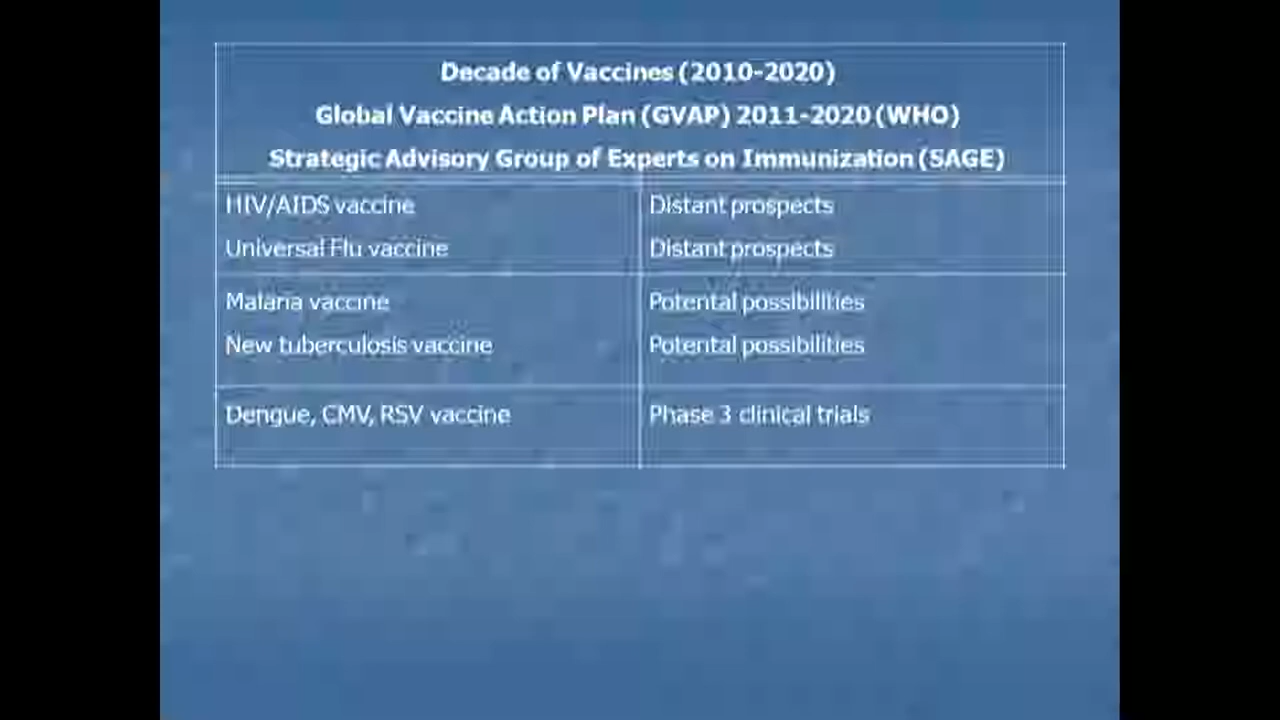 Decade of Vaccines (2010-2020)
Global Vaccine Action Plan (GVAP) 2011-2020 (WHO)
Strategic Advisory Group of Experts on Immunization (SAGE)
HIV/AIDS vaccine Distant prospects
Universal Flu vaccine Distant prospects
Malaria vaccine Potental possibilities
New tuberculosis vaccine Potental possibilities
Dengue, CMV, RSV vaccine Phase 3 clinical trials